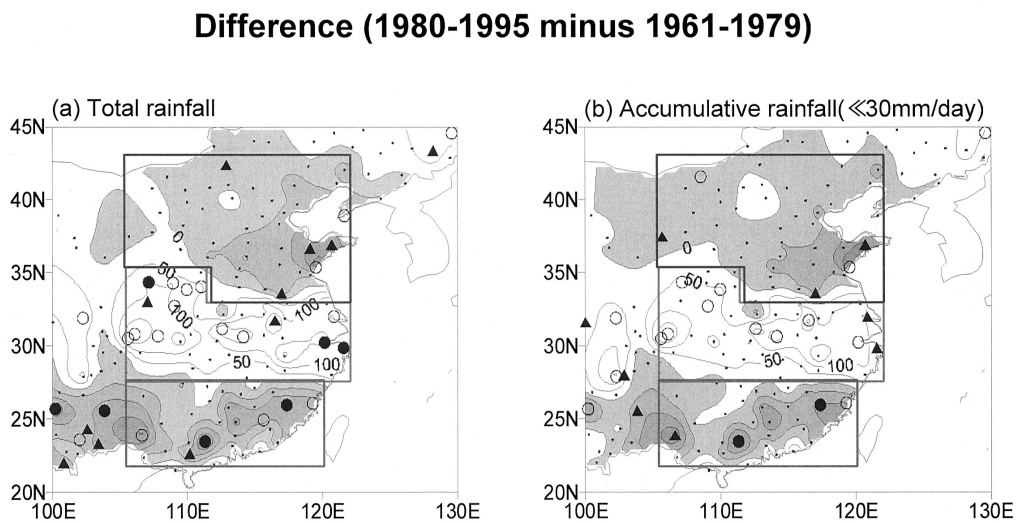 Difference (1980-1995 minus 1961-1979)
(a) Total rainfall
(b) Accumulative rainfall(≪30mm/day)
45N
40N
35N
30N
25N
20N
100E
110E
120E
130E
0
50
100
100
50
100
45N
40N
35N
30N
25N
20N
100E
110E
120E
130E
0
50
50
100